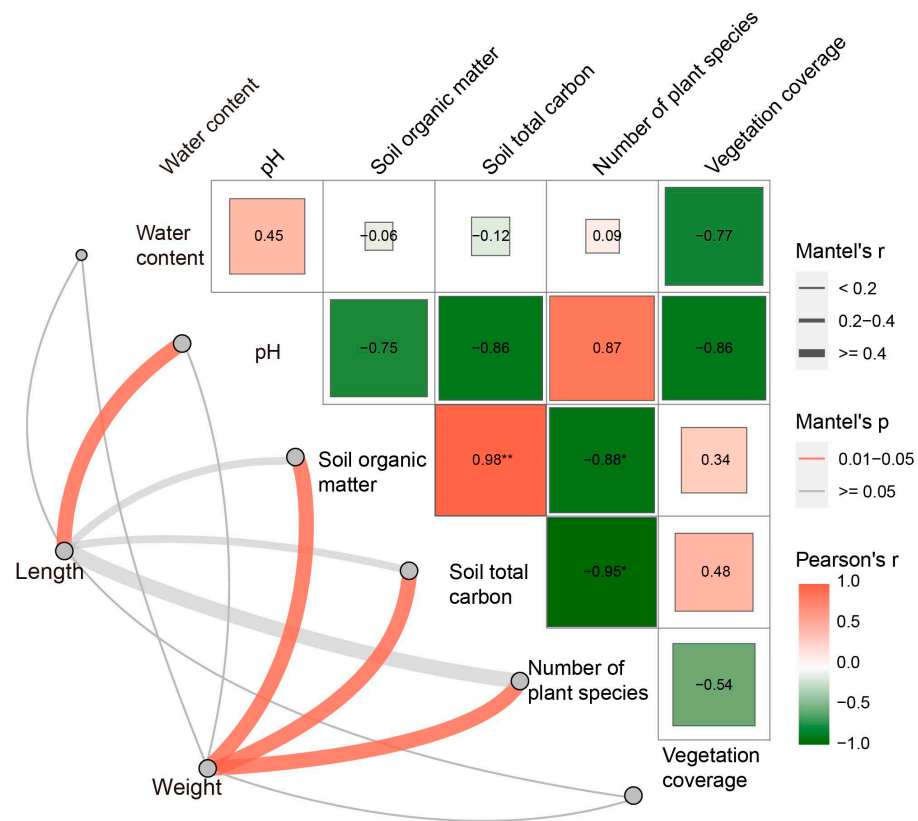 Water content
pH
Soil organic matter
Soil total carbon
Number of plant species
Vegetation coverage
Water
content
0.45
−0.06
−0.12
0.09
−0.77
pH
−0.75
−0.86
0.87
−0.86
Soil organic
matter
0.98**
−0.88*
0.34
Soil total
carbon
−0.95*
0.48
Number of
plant species
−0.54
Vegetation
coverage
Length
Weight
Mantel's r
< 0.2
0.2−0.4
>= 0.4
Mantel's p
0.01−0.05
>= 0.05
Pearson's r
1.0
0.5
0.0
−0.5
−1.0